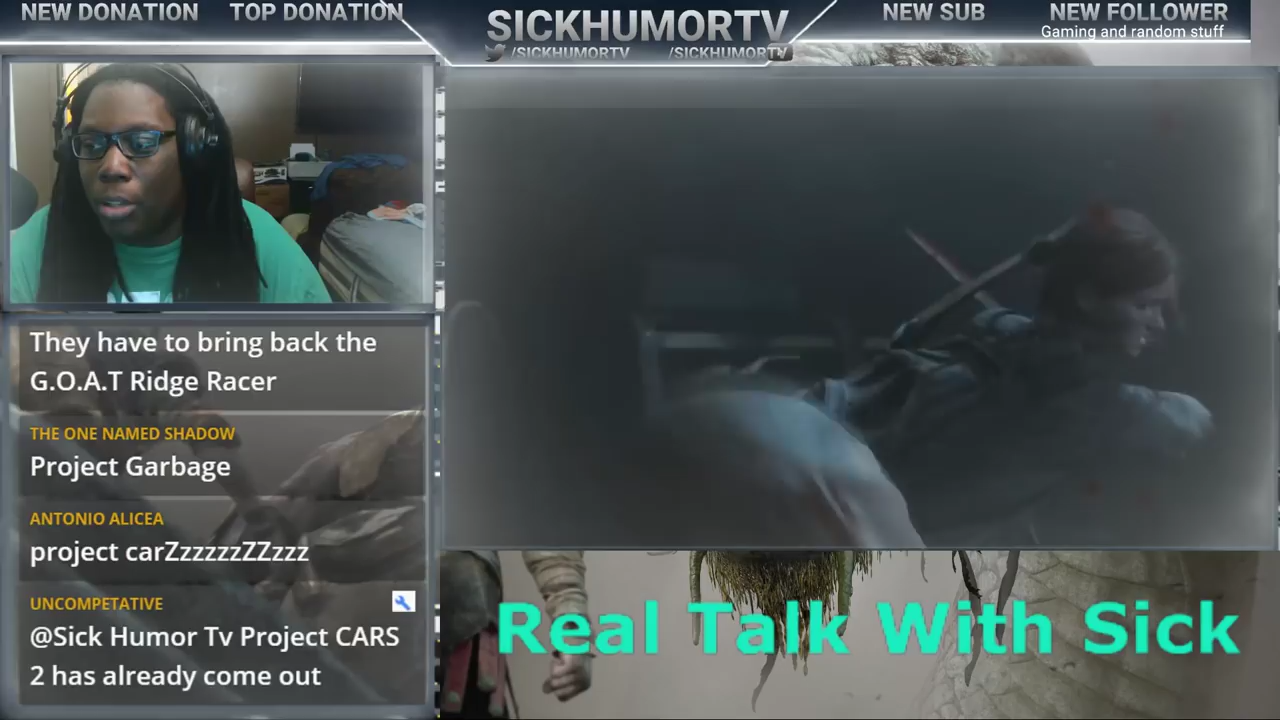 NEW DONATION
TOP DONATION
SICKHUMORTV
/SICKHUMORTV
/SICKHUMORTV
NEW SUB
NEW FOLLOWER
Gaming and random stuff
They have to bring back the
G.O.A.T Ridge Racer
THE ONE NAMED SHADOW
Project Garbage
ANTONIO ALICEA
project carZzzzzzZZzzz
UNCOMPETATIVE
@Sick Humor Tv Project CARS
2 has already come out
Real Talk With Sick